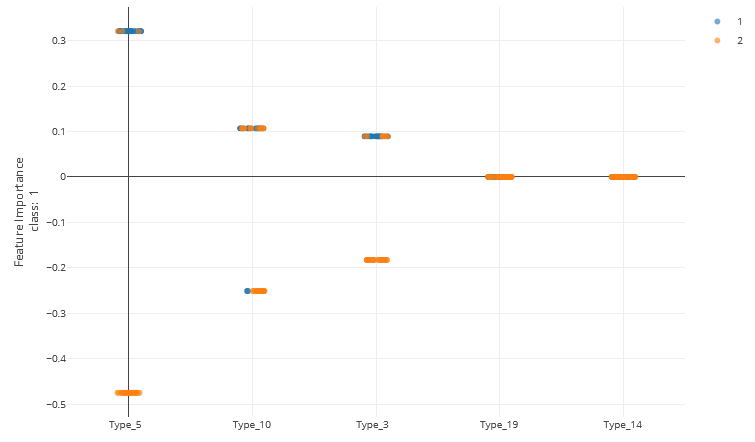 1
2
0.3
0.2
0.1
0
−0.1
−0.2
−0.3
−0.4
−0.5
Feature Importance
class: 1
Type_5
Type_10
Type_3
Type_19
Type_14